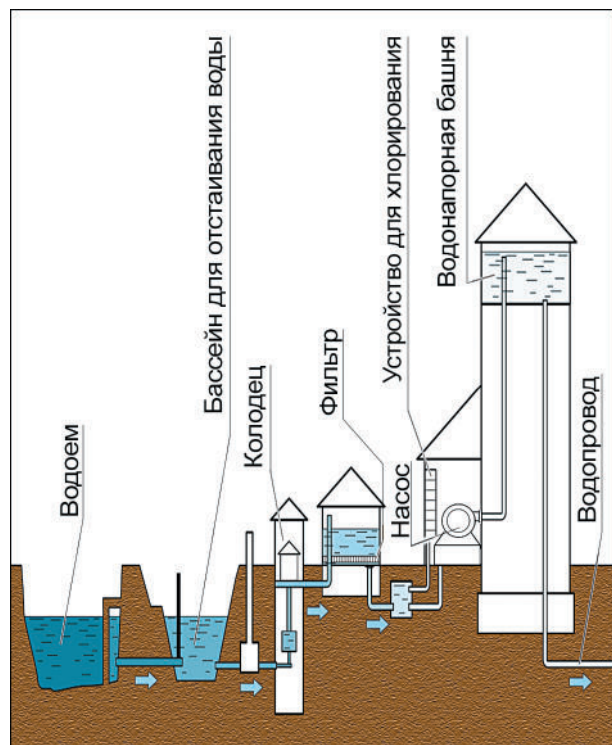 Водоем
Бассейн для отстаивания воды
Колодец
Фильтр
Насос
Устройство для хлорирования
Водонапорная башня
Водопровод